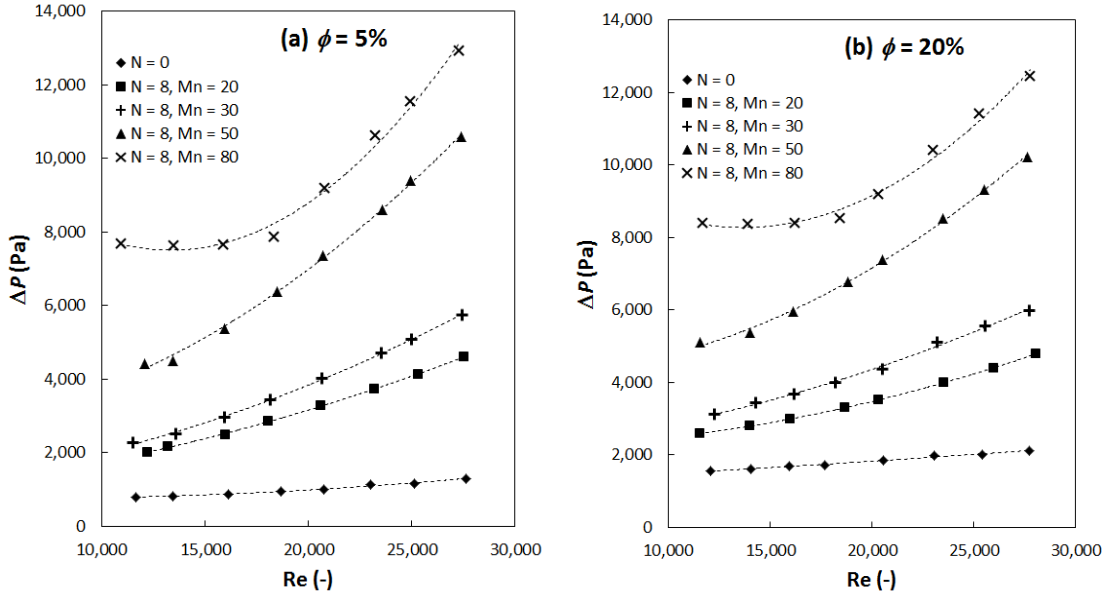 (a) ϕ = 5%
N = 0
N = 8, Mn = 20
N = 8, Mn = 30
N = 8, Mn = 50
N = 8, Mn = 80
14,000
12,000
10,000
8,000
6,000
4,000
2,000
0
ΔP (Pa)
10,000 15,000 20,000 25,000 30,000
Re (-)
(b) ϕ = 20%
N = 0
N = 8, Mn = 20
N = 8, Mn = 30
N = 8, Mn = 50
N = 8, Mn = 80
14,000
12,000
10,000
8,000
6,000
4,000
2,000
0
ΔP (Pa)
10,000 15,000 20,000 25,000 30,000
Re (-)